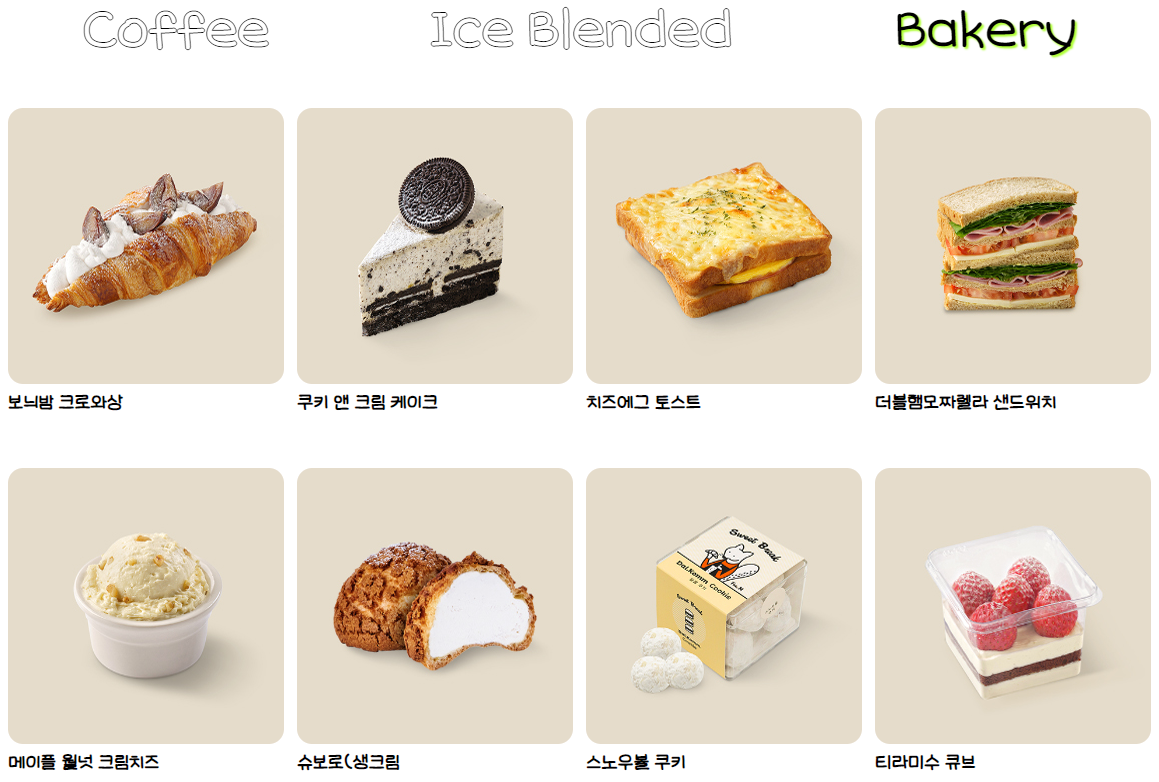 Coffee
Ice Blended
Bakery
보늬밤 크로와상
쿠키 앤 크림 케이크
치즈에그 토스트
더블햄모짜렐라 샌드위치
Sweet Bread
Dal.Komm Cookie
메이플 월넛 크림치즈
슈보로(생크림
스노우볼 쿠키
티라미수 큐브